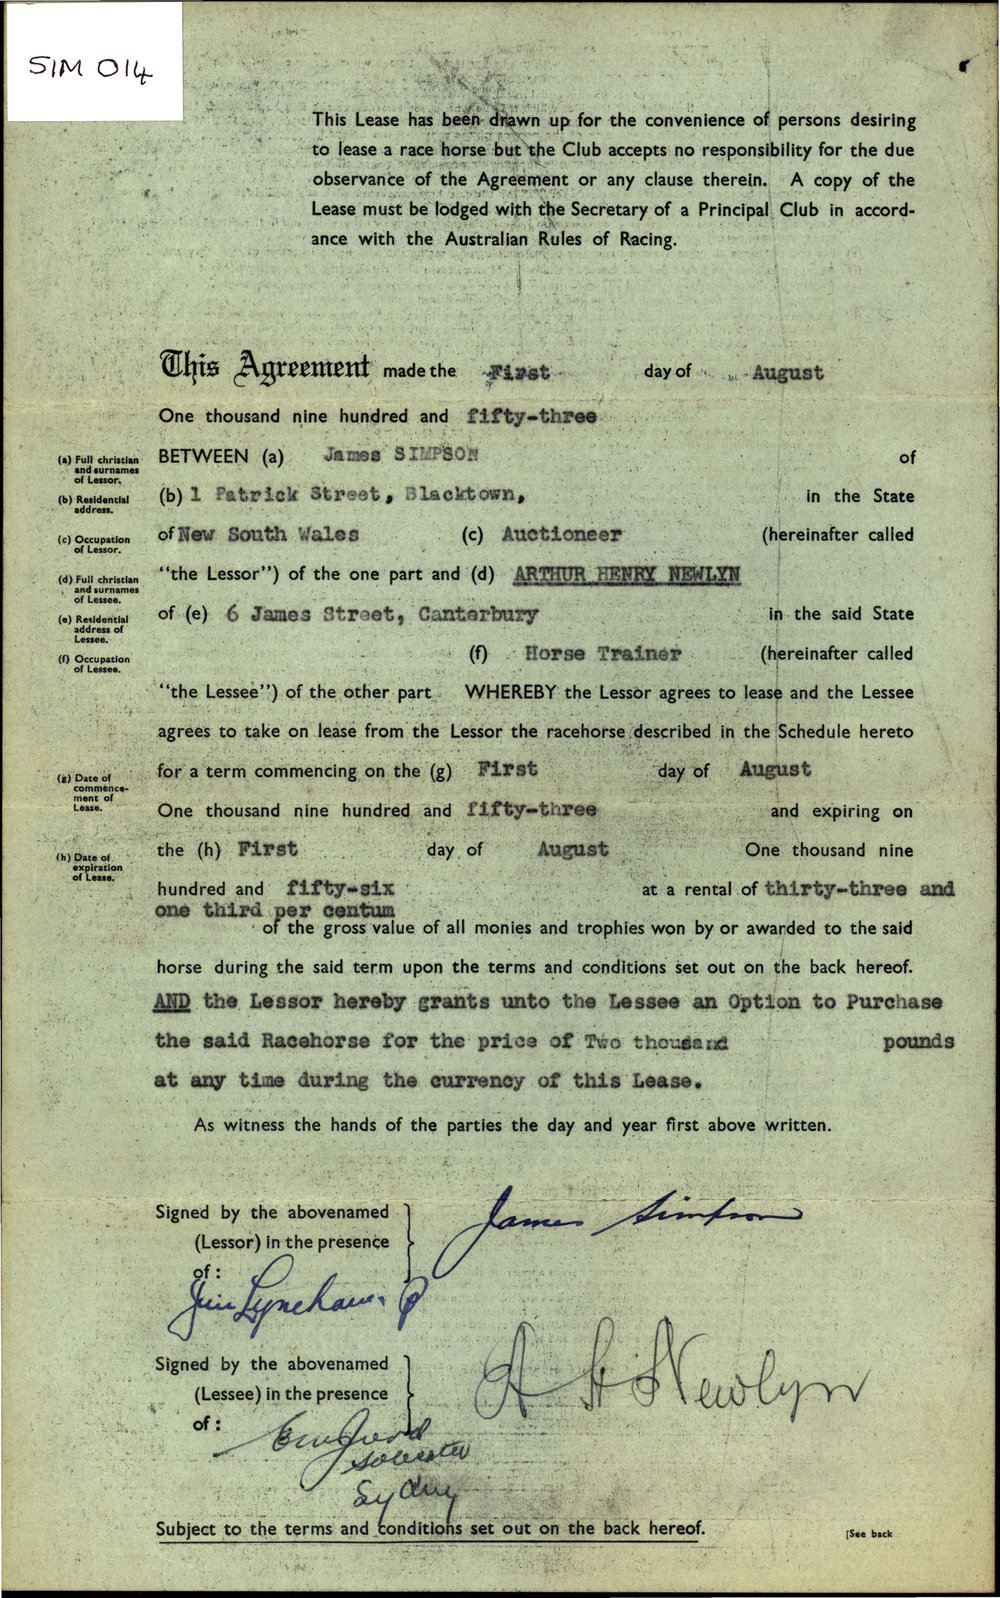 SIM 014
This Lease has been drawn up for the convenience of persons desiring
to lease a race horse but the Club accepts no responsibility for the due
observance of the Agreement or any clause therein. A copy of the
Lease must be lodged with the Secretary of a Principal Club in accord-
ance with the Australian Rules of Racing.
This Agreement made the First day of August
One thousand nine hundred and fifty-three
(a) Full christian and surnames of Lessor.
BETWEEN (a) James SIMPSON of
(b) Residential address.
(b) 1 Patrick Street, Blacktown, in the State
(c) Occupation of Lessor.
of New South Wales (c) Auctioneer (hereinafter called
(d) Full christian and surnames of Lessee.
"the Lessor") of the one part and (d) ARTHUR HENRY NEWLYN
(e) Residential address of Lessee.
of (e) 6 James Street, Canterbury in the said State
(f) Occupation of Lessee.
(f) Horse Trainer (hereinafter called
"the Lessee") of the other part WHEREBY the Lessor agrees to lease and the Lessee
agrees to take on lease from the Lessor the racehorse described in the Schedule hereto
(g) Date of commence-ment of Lease.
for a term commencing on the (g) First day of August
One thousand nine hundred and fifty-three and expiring on
(h) Date of expiration of Lease.
the (h) First day of August One thousand nine
hundred and fifty-six at a rental of thirty-three and
one third per centum
of the gross value of all monies and trophies won by or awarded to the said
horse during the said term upon the terms and conditions set out on the back hereof.
AND the Lessor hereby grants unto the Lessee an Option to Purchase
the said Racehorse for the price of Two thousand pounds
at any time during the currency of this Lease.
As witness the hands of the parties the day and year first above written.
Signed by the abovenamed
(Lessor) in the presence
of:
James Simpson
Jim Lyneham
Signed by the abovenamed
(Lessee) in the presence
of:
A H Newlyn
Solicitor
Sydney
Subject to the terms and conditions set out on the back hereof.
[See back